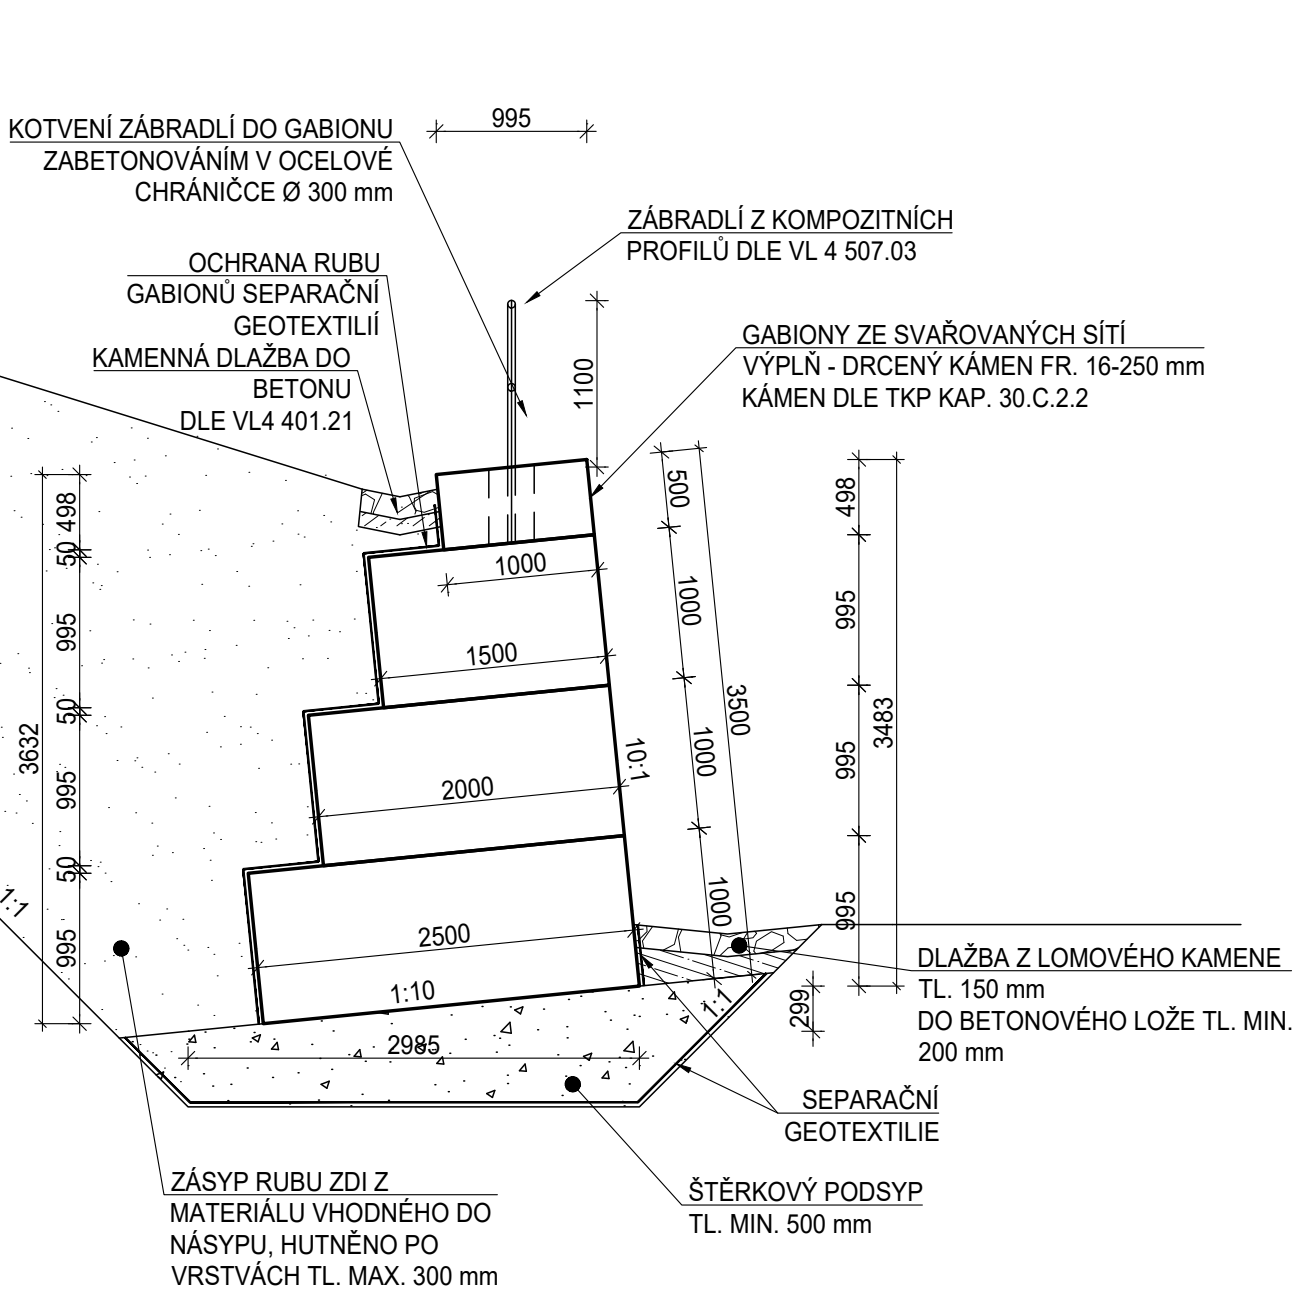 995
KOTVENÍ ZÁBRADLÍ DO GABIONU
ZABETONOVÁNÍM V OCELOVÉ
CHRÁNIČCE Ø 300 mm
ZÁBRADLÍ Z KOMPOZITNÍCH
PROFILŮ DLE VL 4 507.03
OCHRANA RUBU
GABIONŮ SEPARAČNÍ
GEOTEXTILIÍ
KAMENNÁ DLAŽBA DO
BETONU
DLE VL4 401.21
GABIONY ZE SVAŘOVANÝCH SÍTÍ
VÝPLŇ - DRCENÝ KÁMEN FR. 16-250 mm
KÁMEN DLE TKP KAP. 30.C.2.2
1100
3632
498
50
995
50
995
50
995
1:1
1000
1500
2000
2500
1:10
2985
10:1
500
1000
1000
1000
3500
498
995
995
995
3483
299
1:1
DLAŽBA Z LOMOVÉHO KAMENE
TL. 150 mm
DO BETONOVÉHO LOŽE TL. MIN.
200 mm
SEPARAČNÍ
GEOTEXTILIE
ZÁSYP RUBU ZDI Z
MATERIÁLU VHODNÉHO DO
NÁSYPU, HUTNĚNO PO
VRSTVÁCH TL. MAX. 300 mm
ŠTĚRKOVÝ PODSYP
TL. MIN. 500 mm